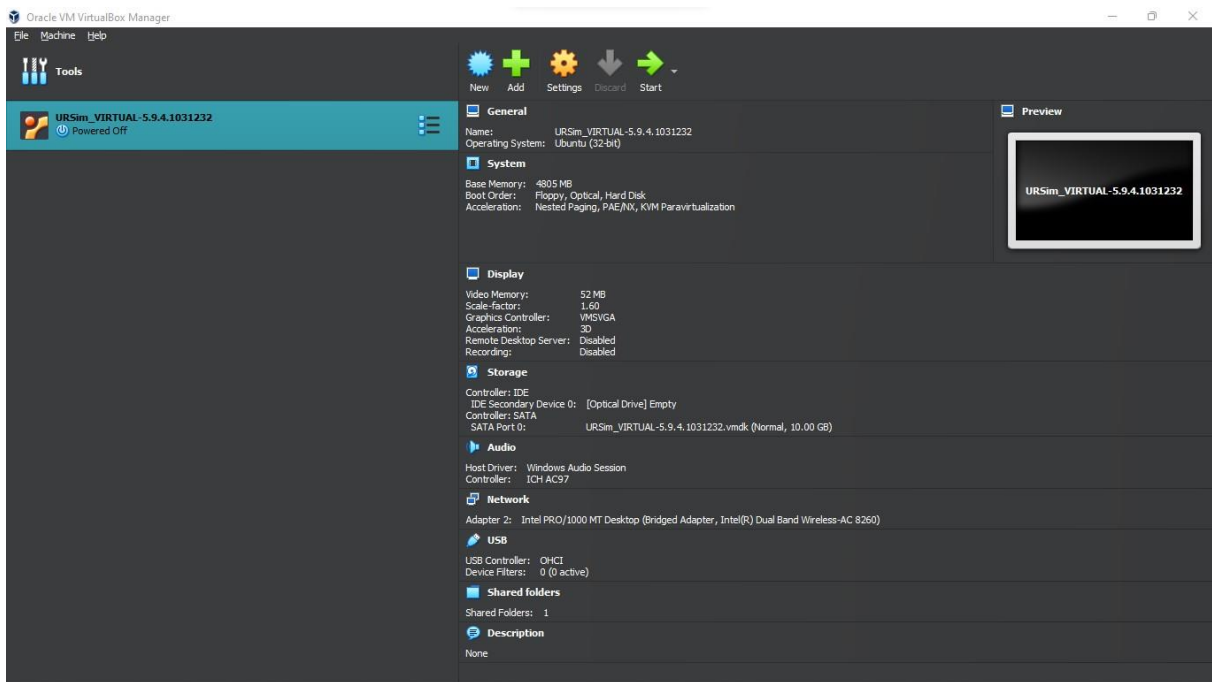 Oracle VM VirtualBox Manager
File Machine Help
Tools
URSim_VIRTUAL-5.9.4.1031232
Powered Off
New Add Settings Discard Start
General
Name: URSim_VIRTUAL-5.9.4.1031232
Operating System: Ubuntu (32-bit)
System
Base Memory: 4805 MB
Boot Order: Floppy, Optical, Hard Disk
Acceleration: Nested Paging, PAE/NX, KVM Paravirtualization
Preview
URSim_VIRTUAL-5.9.4.1031232
Display
Video Memory: 52 MB
Scale-factor: 1.60
Graphics Controller: VMSVGA
Acceleration: 3D
Remote Desktop Server: Disabled
Recording: Disabled
Storage
Controller: IDE
IDE Secondary Device 0: [Optical Drive] Empty
Controller: SATA
SATA Port 0: URSim_VIRTUAL-5.9.4.1031232.vmdk (Normal, 10.00 GB)
Audio
Host Driver: Windows Audio Session
Controller: ICH AC97
Network
Adapter 2: Intel PRO/1000 MT Desktop (Bridged Adapter, Intel(R) Dual Band Wireless-AC 8260)
USB
USB Controller: OHCI
Device Filters: 0 (0 active)
Shared folders
Shared Folders: 1
Description
None